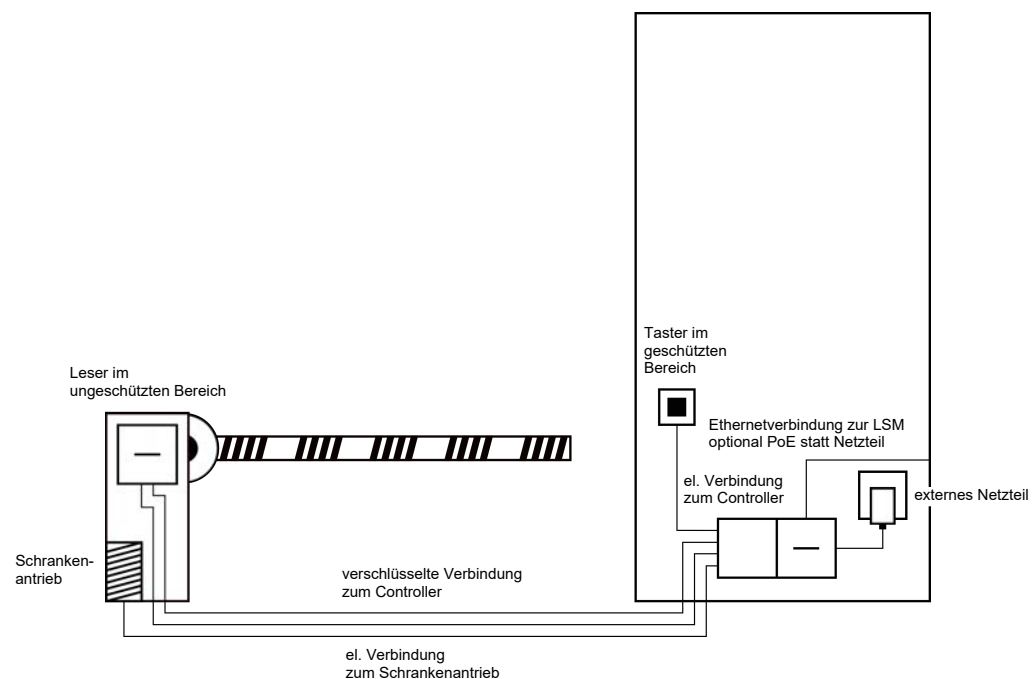 Taster im
geschützten
Bereich
Leser im
ungeschützten Bereich
Ethernetverbindung zur LSM
optional PoE statt Netzteil
el. Verbindung
zum Controller
externes Netzteil
Schranken-
antrieb
verschlüsselte Verbindung
zum Controller
el. Verbindung
zum Schrankenantrieb